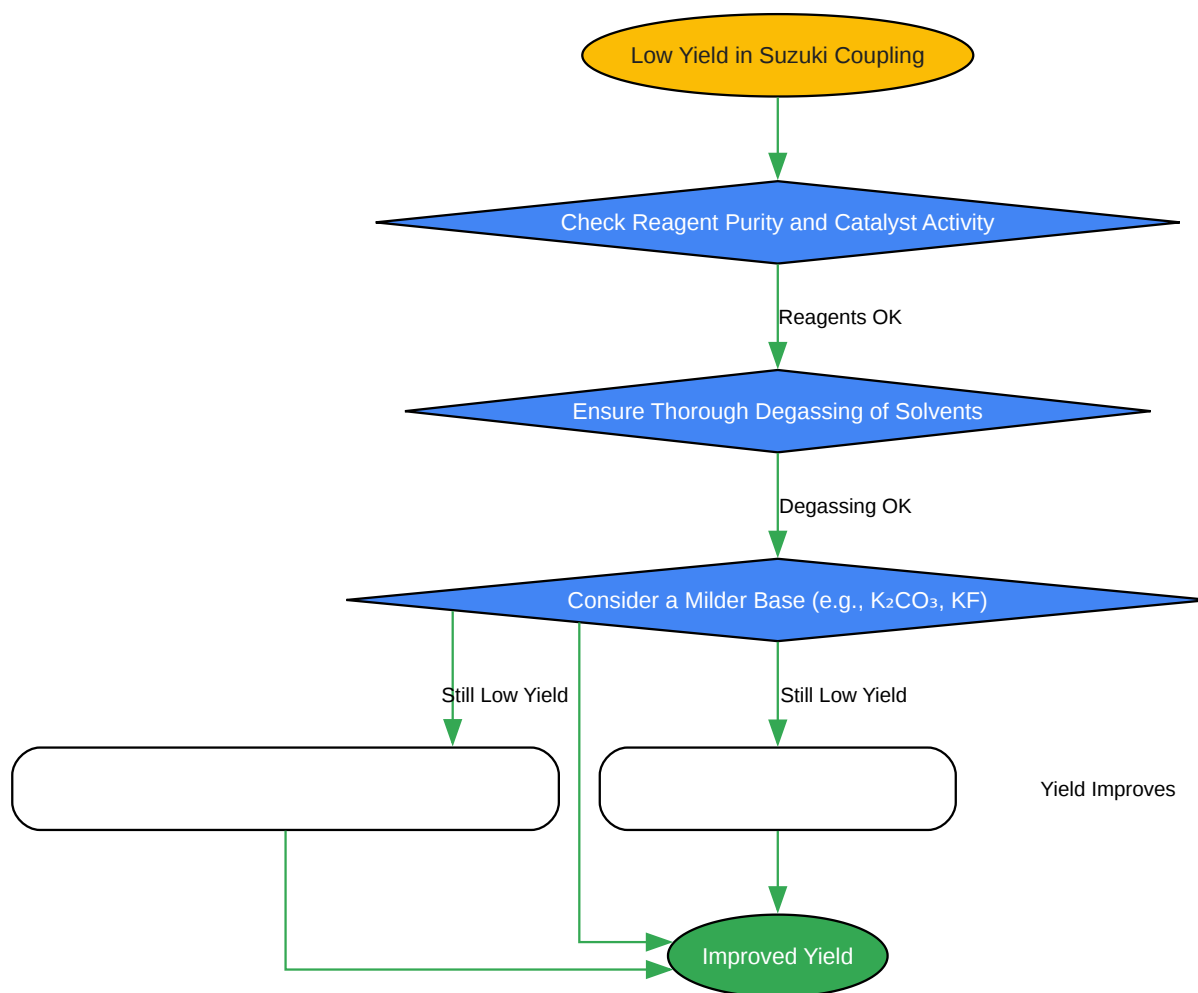 Low Yield in Suzuki Coupling
Check Reagent Purity and Catalyst Activity
Reagents OK
Ensure Thorough Degassing of Solvents
Degassing OK
Consider a Milder Base (e.g., K₂CO₃, KF)
Still Low Yield
Still Low Yield
Yield Improves
Improved Yield